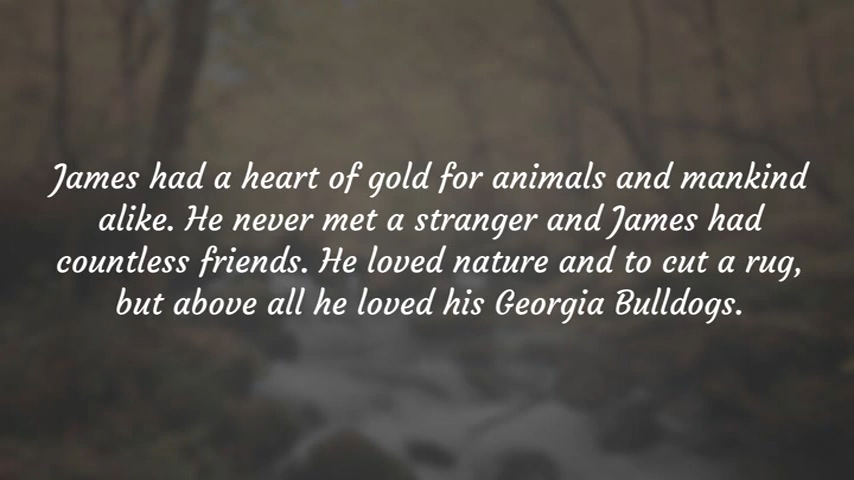 James had a heart of gold for animals and mankind
alike. He never met a stranger and James had
countless friends. He loved nature and to cut a rug,
but above all he loved his Georgia Bulldogs.